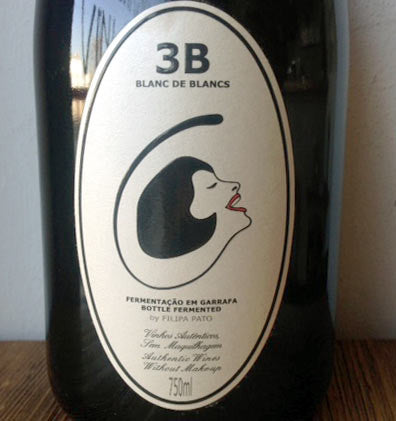 3B
BLANC DE BLANCS
FERMENTAÇÃO EM GARRAFA
BOTTLE FERMENTED
by FILIPA PATO
Vinhos Autênticos,
Sem Maquilhagem
Authentic Wines
Without Makeup
750ml